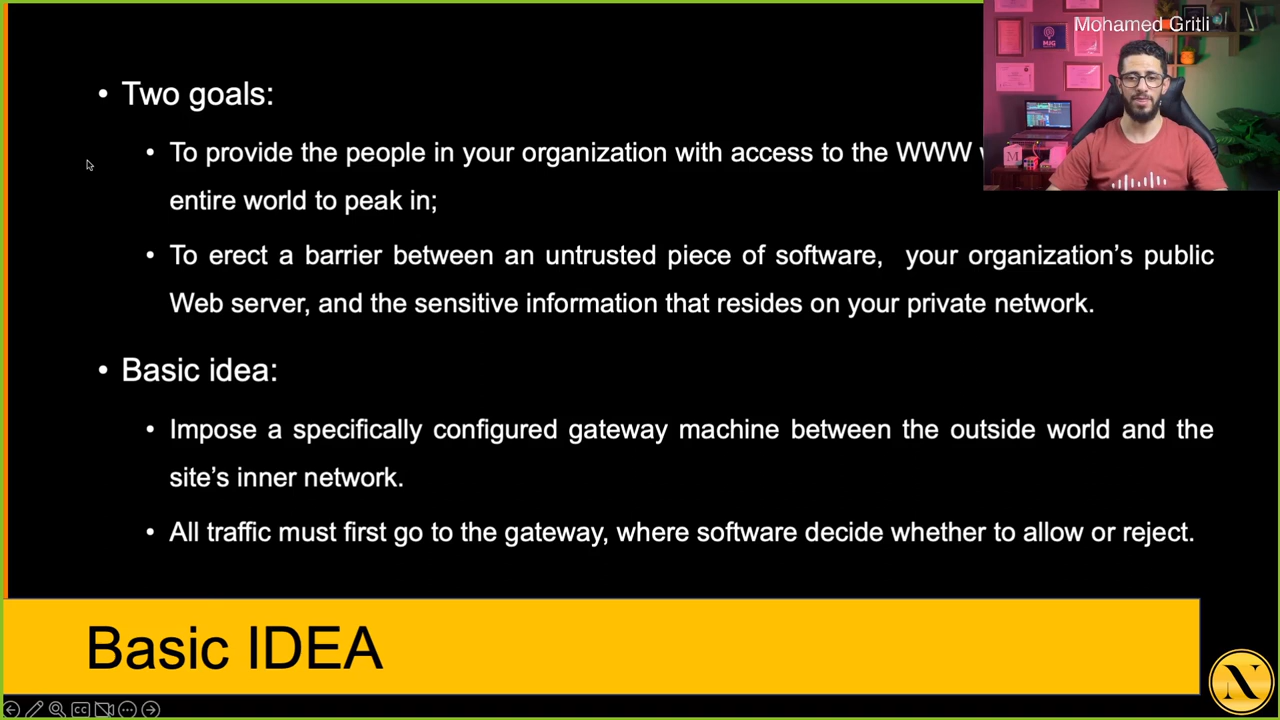 Mohamed Gritli
• Two goals:
• To provide the people in your organization with access to the WWW
entire world to peak in;
• To erect a barrier between an untrusted piece of software, your organization's public
Web server, and the sensitive information that resides on your private network.
• Basic idea:
• Impose a specifically configured gateway machine between the outside world and the
site's inner network.
• All traffic must first go to the gateway, where software decide whether to allow or reject.
Basic IDEA
N
CC